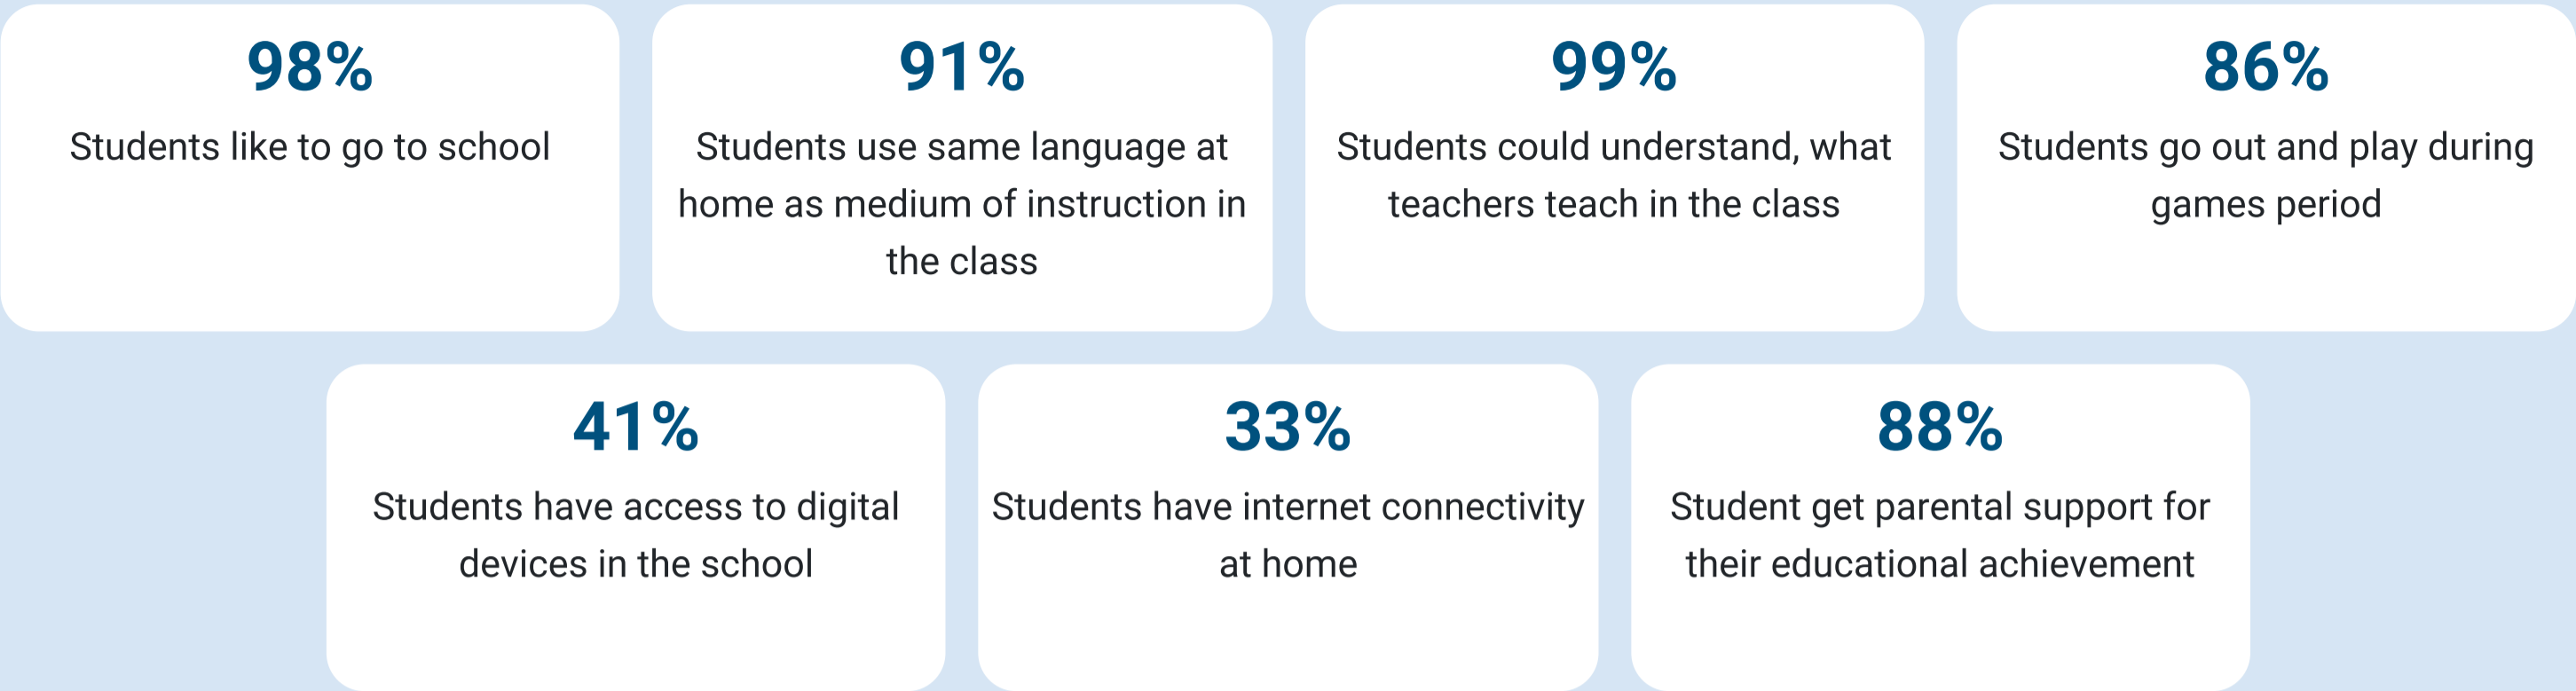 98%
Students like to go to school
91%
Students use same language at
home as medium of instruction in
the class
99%
Students could understand, what
teachers teach in the class
86%
Students go out and play during
games period
41%
Students have access to digital
devices in the school
33%
Students have internet connectivity
at home
88%
Student get parental support for
their educational achievement